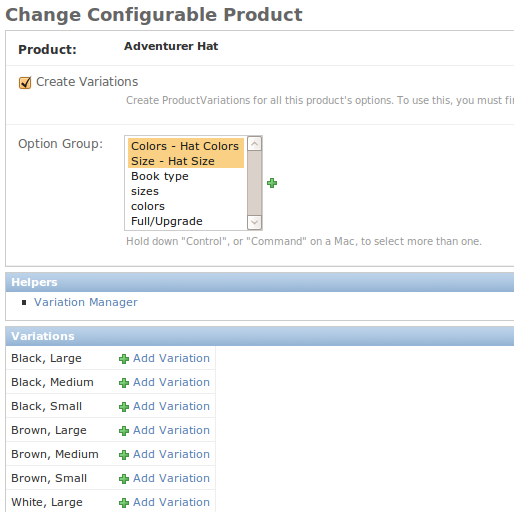 Change Configurable Product
Product: Adventurer Hat
Create Variations
Create ProductVariations for all this product's options. To use this, you must
Option Group:
Colors - Hat Colors
Size - Hat Size
Book type
sizes
colors
Full/Upgrade
Hold down "Control", or "Command" on a Mac, to select more than one.
Helpers
Variation Manager
Variations
Black, Large Add Variation
Black, Medium Add Variation
Black, Small Add Variation
Brown, Large Add Variation
Brown, Medium Add Variation
Brown, Small Add Variation
White, Large Add Variation